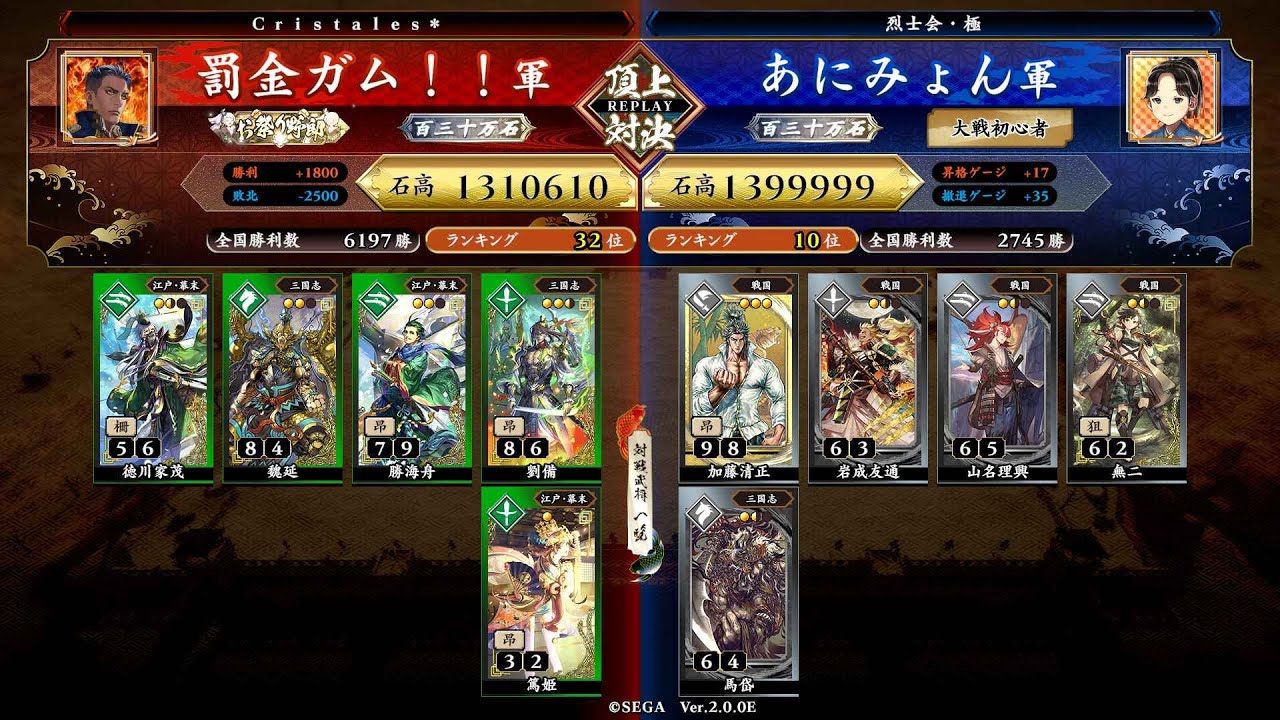 Cristales*
烈士会・極
罰金ガム！！軍
頂上
REPLAY
対決
あにみょん軍
お祭り野郎
百三十万石
百三十万石
大戦初心者
勝利 +1800
敗北 -2500
石高 1310610
石高 1399999
昇格ゲージ +17
撤退ゲージ +35
全国勝利数 6197勝
ランキング 32位
ランキング 10位
全国勝利数 2745勝
江戸・幕末
三国志
江戸・幕末
三国志
戦国
戦国
戦国
戦国
柵
昂
昂
昂
狙
5 6
8 4
7 9
8 6
9 8
6 3
6 5
6 2
徳川家茂
魏延
勝海舟
劉備
加藤清正
岩成友通
山名理興
無二
対戦武将一覧
江戸・幕末
三国志
昂
3 2
6 4
篤姫
馬岱
©SEGA Ver.2.0.0E